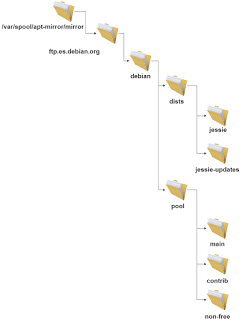 /var/spool/apt-mirror/mirror
ftp.es.debian.org
debian
dists
jessie
jessie-updates
pool
main
contrib
non-free